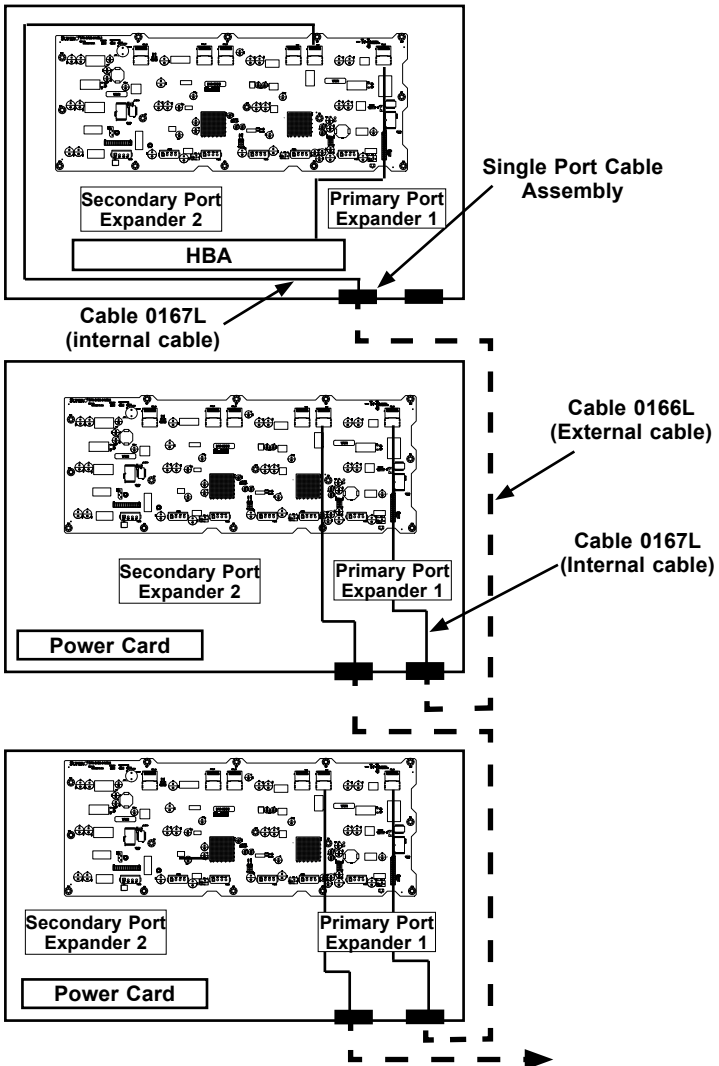 Single Port Cable
Assembly
Secondary Port
Expander 2
Primary Port
Expander 1
HBA
Cable 0167L
(internal cable)
Cable 0166L
(External cable)
Cable 0167L
(Internal cable)
Secondary Port
Expander 2
Primary Port
Expander 1
Power Card
Secondary Port
Expander 2
Primary Port
Expander 1
Power Card